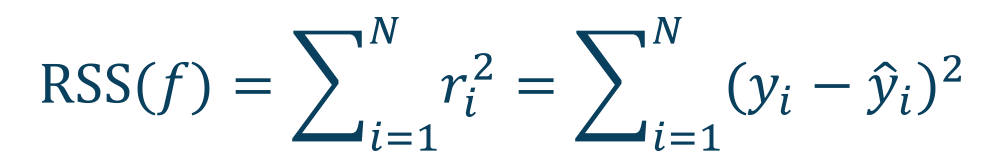 RSS(f) = ∑_{i=1}^{N} r_i^2 = ∑_{i=1}^{N} (y_i − ŷ_i)^2